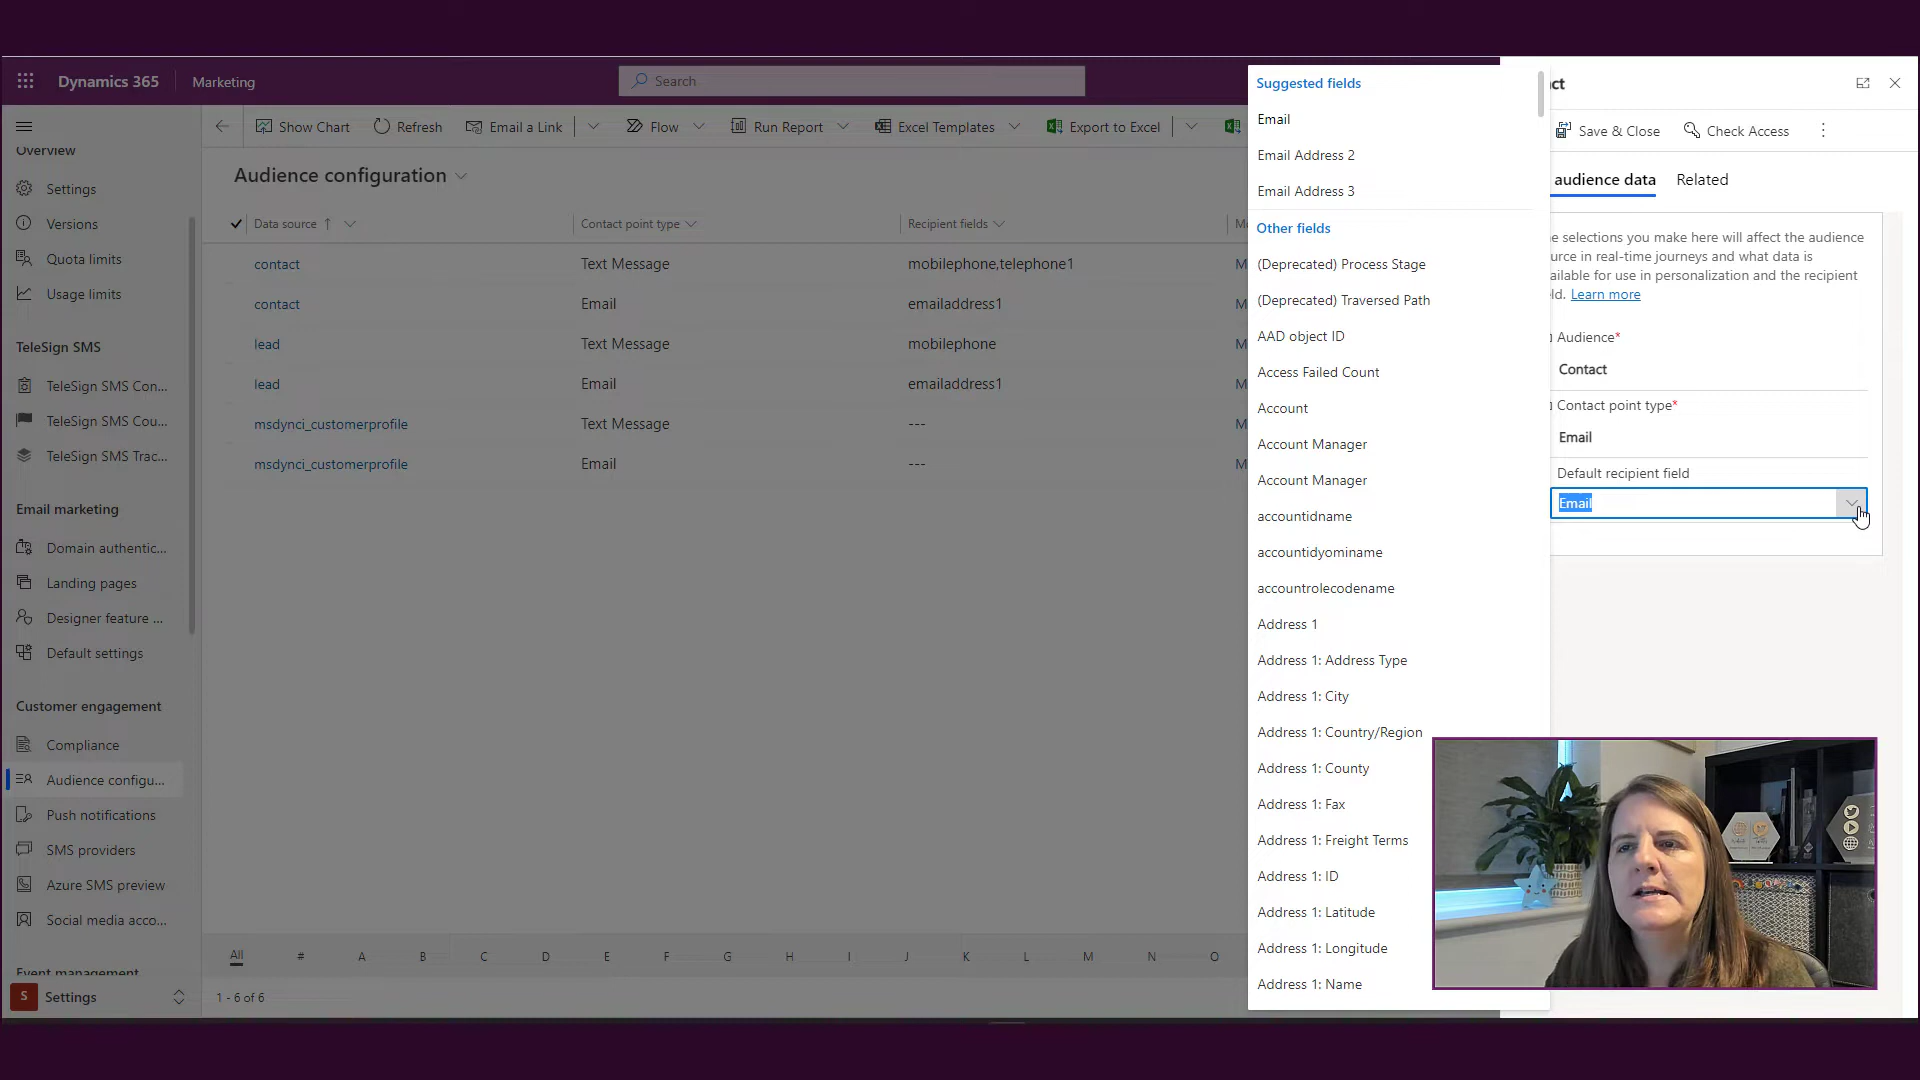 Dynamics 365
Marketing
Search
Show Chart
Refresh
Email a Link
Flow
Run Report
Excel Templates
Export to Excel
Overview
Settings
Versions
Quota limits
Usage limits
TeleSign SMS
TeleSign SMS Con...
TeleSign SMS Cou...
TeleSign SMS Trac...
Email marketing
Domain authentic...
Landing pages
Designer feature ...
Default settings
Customer engagement
Compliance
Audience configu...
Push notifications
SMS providers
Azure SMS preview
Social media acco...
Event management
S
Settings
Audience configuration
Data source ↑
Contact point type
Recipient fields
contact
Text Message
mobilephone,telephone1
M
contact
Email
emailaddress1
M
lead
Text Message
mobilephone
M
lead
Email
emailaddress1
M
msdynci_customerprofile
Text Message
---
M
msdynci_customerprofile
Email
---
M
All # A B C D E F G H I J K L M N O
1 - 6 of 6
Suggested fields
Email
Email Address 2
Email Address 3
Other fields
(Deprecated) Process Stage
(Deprecated) Traversed Path
AAD object ID
Access Failed Count
Account
Account Manager
Account Manager
accountidname
accountidyominame
accountrolecodename
Address 1
Address 1: Address Type
Address 1: City
Address 1: Country/Region
Address 1: County
Address 1: Fax
Address 1: Freight Terms
Address 1: ID
Address 1: Latitude
Address 1: Longitude
Address 1: Name
ct
Save & Close
Check Access
audience data
Related
e selections you make here will affect the audience
urce in real-time journeys and what data is
ailable for use in personalization and the recipient
ld. Learn more
Audience*
Contact
Contact point type*
Email
Default recipient field
Email